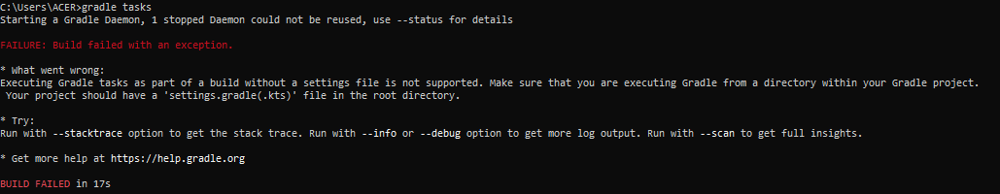 C:\Users\ACER>gradle tasks
Starting a Gradle Daemon, 1 stopped Daemon could not be reused, use --status for details
FAILURE: Build failed with an exception.
* What went wrong:
Executing Gradle tasks as part of a build without a settings file is not supported. Make sure that you are executing Gradle from a directory within your Gradle project.
 Your project should have a 'settings.gradle(.kts)' file in the root directory.
* Try:
Run with --stacktrace option to get the stack trace. Run with --info or --debug option to get more log output. Run with --scan to get full insights.
* Get more help at https://help.gradle.org
BUILD FAILED in 17s